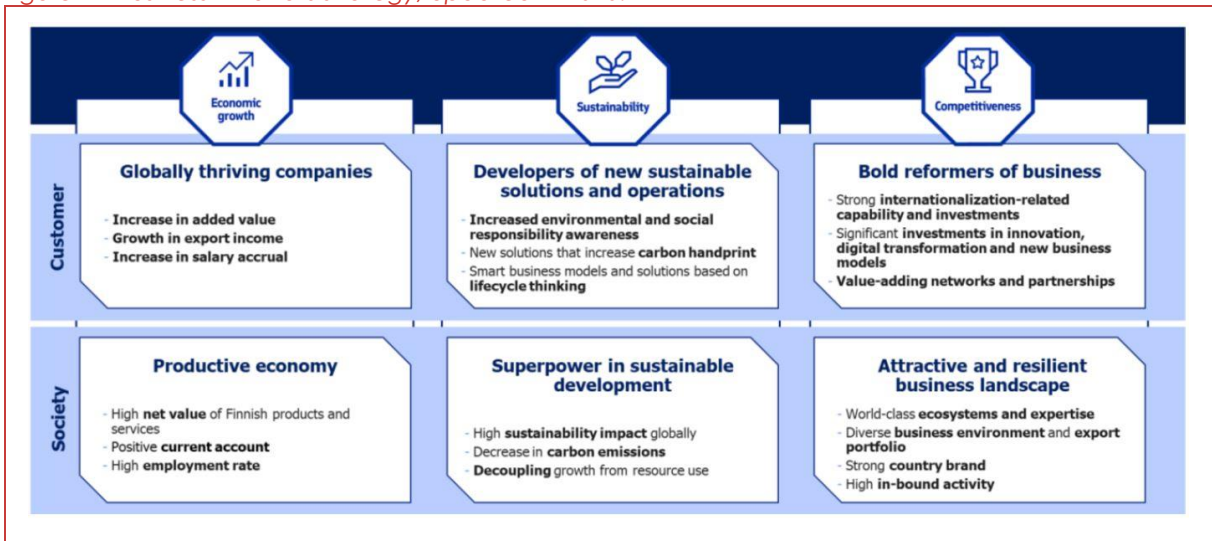 Economic
growth
Sustainability
Competitiveness
Customer
Globally thriving companies
- Increase in added value
- Growth in export income
- Increase in salary accrual
Developers of new sustainable
solutions and operations
- Increased environmental and social
responsibility awareness
- New solutions that increase carbon handprint
- Smart business models and solutions based on
lifecycle thinking
Bold reformers of business
- Strong internationalization-related
capability and investments
- Significant investments in innovation,
digital transformation and new business
models
- Value-adding networks and partnerships
Society
Productive economy
- High net value of Finnish products and
services
- Positive current account
- High employment rate
Superpower in sustainable
development
- High sustainability impact globally
- Decrease in carbon emissions
- Decoupling growth from resource use
Attractive and resilient
business landscape
- World-class ecosystems and expertise
- Diverse business environment and export
portfolio
- Strong country brand
- High in-bound activity